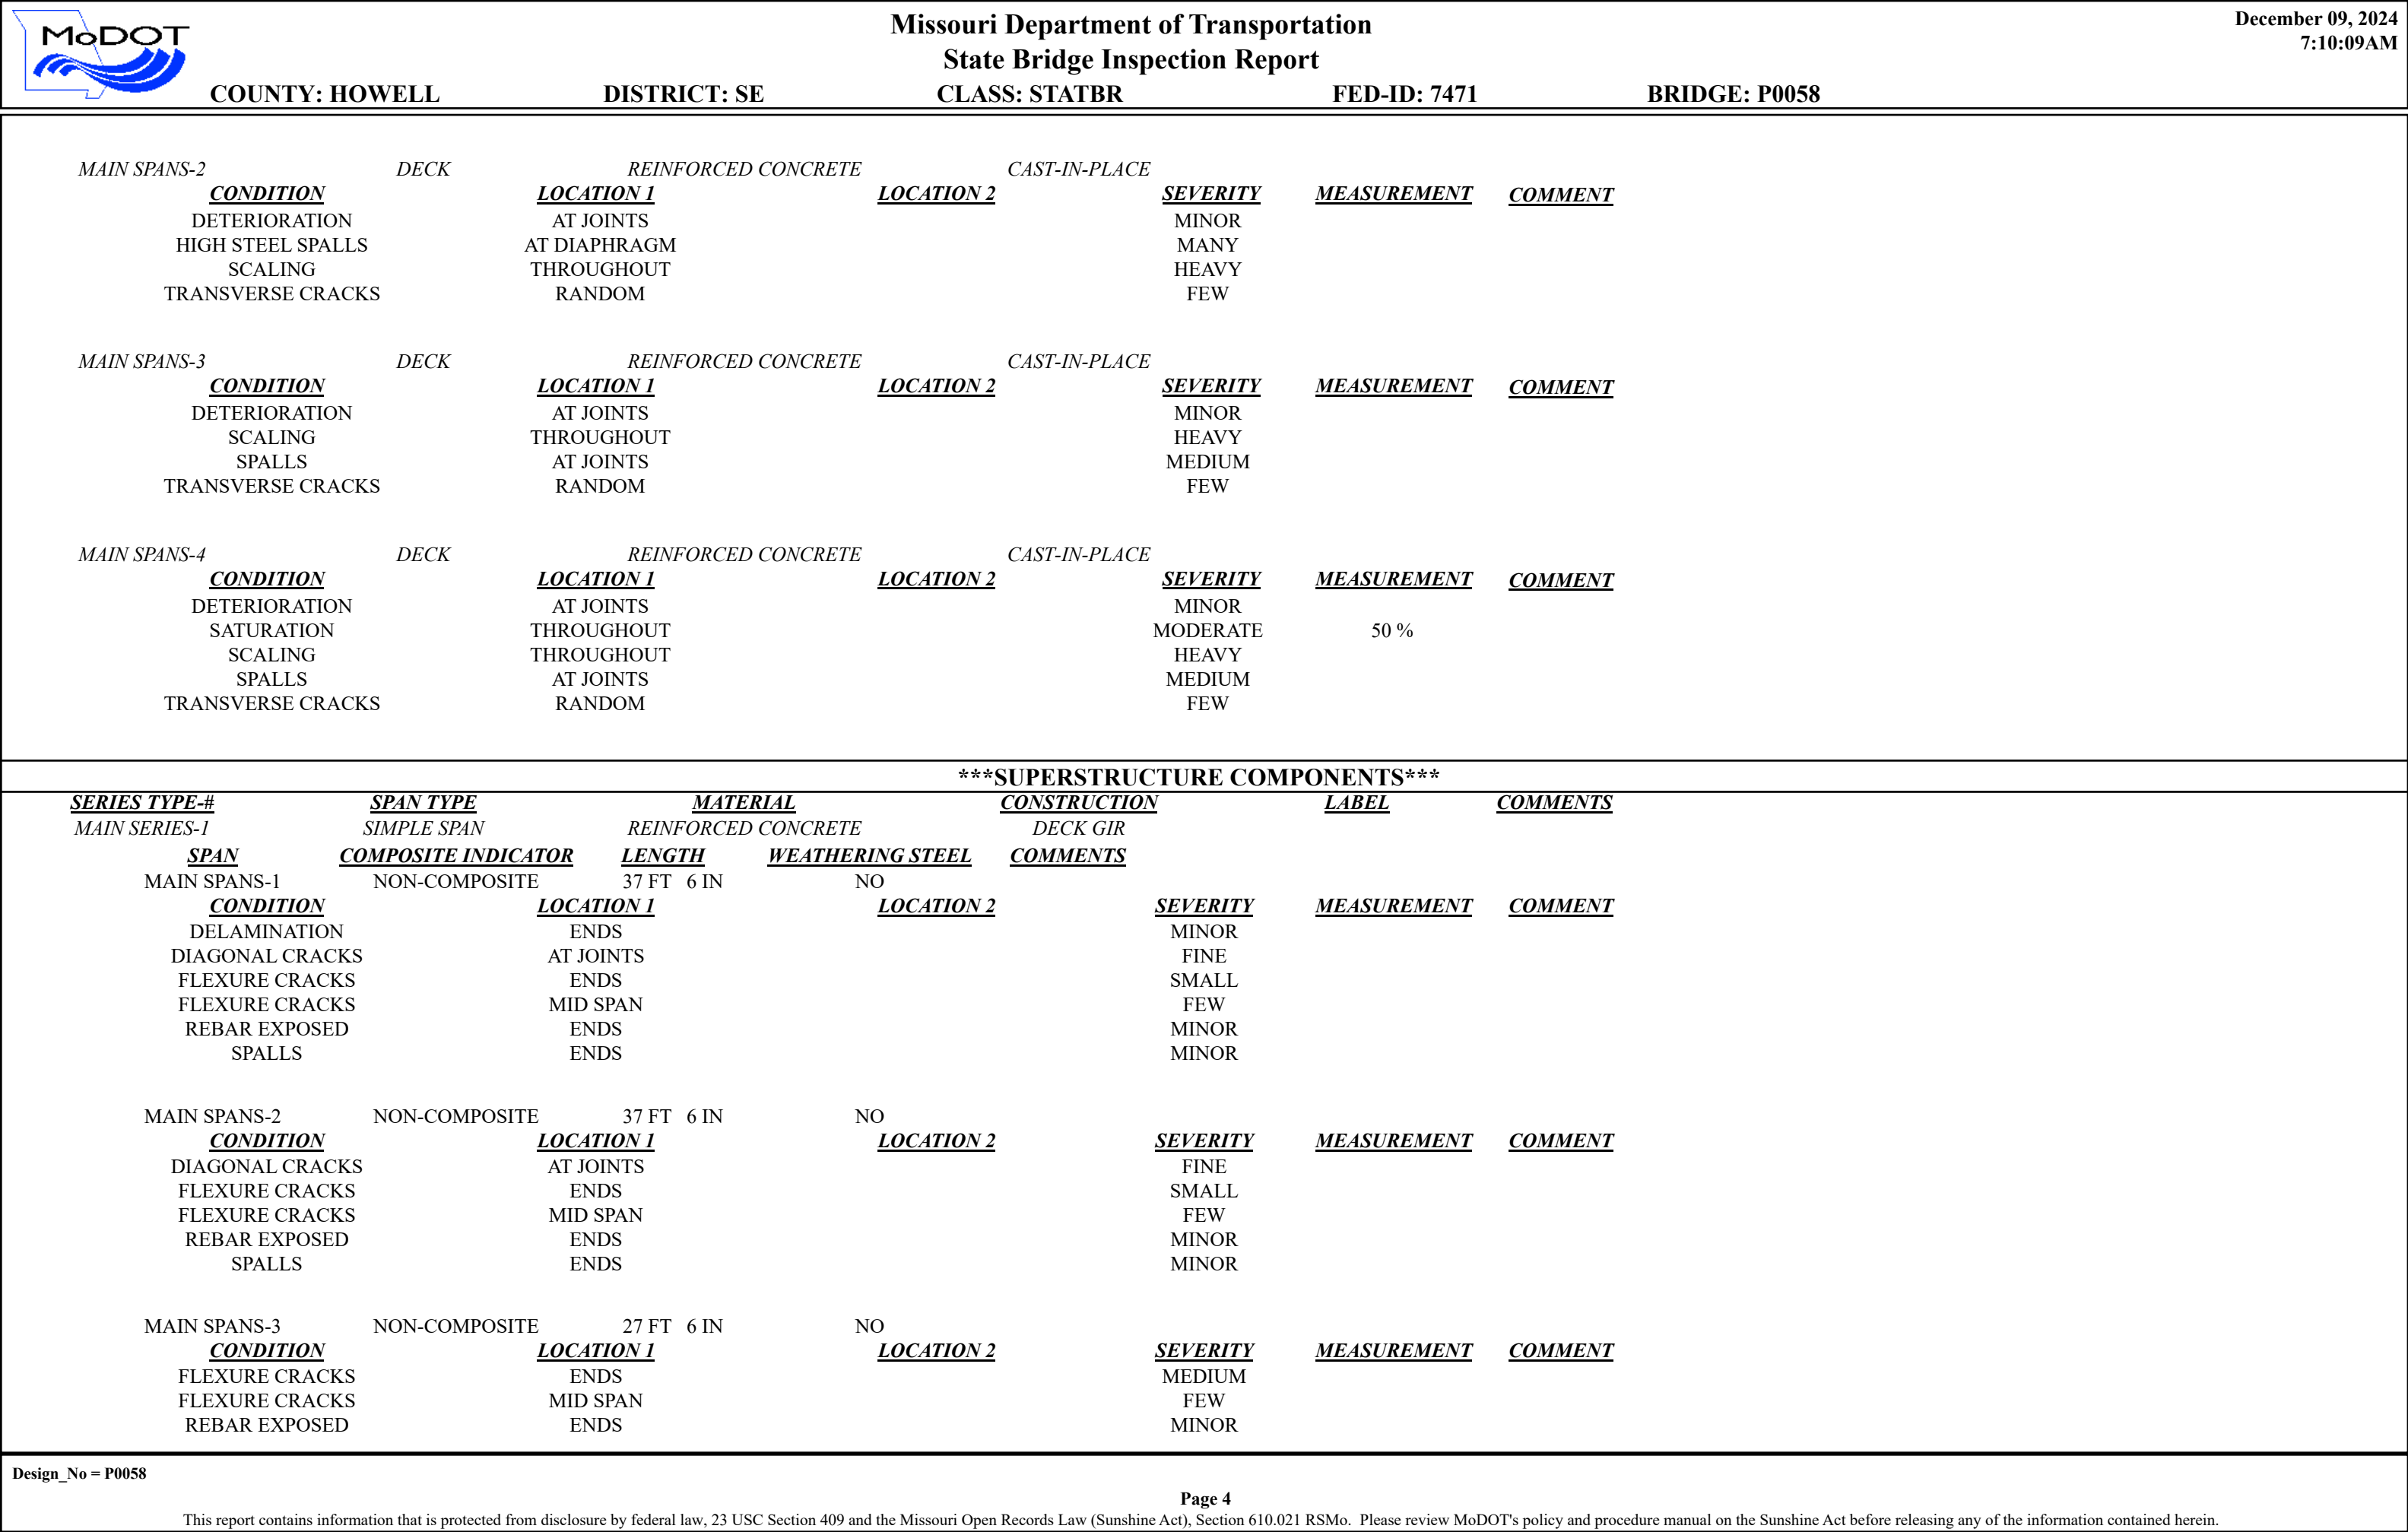 MoDOT
Missouri Department of Transportation
State Bridge Inspection Report
December 09, 2024
7:10:09AM
COUNTY: HOWELL DISTRICT: SE CLASS: STATBR FED-ID: 7471 BRIDGE: P0058
MAIN SPANS-2 DECK REINFORCED CONCRETE CAST-IN-PLACE
CONDITION LOCATION 1 LOCATION 2 SEVERITY MEASUREMENT COMMENT
DETERIORATION AT JOINTS MINOR
HIGH STEEL SPALLS AT DIAPHRAGM MANY
SCALING THROUGHOUT HEAVY
TRANSVERSE CRACKS RANDOM FEW
MAIN SPANS-3 DECK REINFORCED CONCRETE CAST-IN-PLACE
CONDITION LOCATION 1 LOCATION 2 SEVERITY MEASUREMENT COMMENT
DETERIORATION AT JOINTS MINOR
SCALING THROUGHOUT HEAVY
SPALLS AT JOINTS MEDIUM
TRANSVERSE CRACKS RANDOM FEW
MAIN SPANS-4 DECK REINFORCED CONCRETE CAST-IN-PLACE
CONDITION LOCATION 1 LOCATION 2 SEVERITY MEASUREMENT COMMENT
DETERIORATION AT JOINTS MINOR
SATURATION THROUGHOUT MODERATE 50 %
SCALING THROUGHOUT HEAVY
SPALLS AT JOINTS MEDIUM
TRANSVERSE CRACKS RANDOM FEW
***SUPERSTRUCTURE COMPONENTS***
SERIES TYPE-# SPAN TYPE MATERIAL CONSTRUCTION LABEL COMMENTS
MAIN SERIES-1 SIMPLE SPAN REINFORCED CONCRETE DECK GIR
SPAN COMPOSITE INDICATOR LENGTH WEATHERING STEEL COMMENTS
MAIN SPANS-1 NON-COMPOSITE 37 FT 6 IN NO
CONDITION LOCATION 1 LOCATION 2 SEVERITY MEASUREMENT COMMENT
DELAMINATION ENDS MINOR
DIAGONAL CRACKS AT JOINTS FINE
FLEXURE CRACKS ENDS SMALL
FLEXURE CRACKS MID SPAN FEW
REBAR EXPOSED ENDS MINOR
SPALLS ENDS MINOR
MAIN SPANS-2 NON-COMPOSITE 37 FT 6 IN NO
CONDITION LOCATION 1 LOCATION 2 SEVERITY MEASUREMENT COMMENT
DIAGONAL CRACKS AT JOINTS FINE
FLEXURE CRACKS ENDS SMALL
FLEXURE CRACKS MID SPAN FEW
REBAR EXPOSED ENDS MINOR
SPALLS ENDS MINOR
MAIN SPANS-3 NON-COMPOSITE 27 FT 6 IN NO
CONDITION LOCATION 1 LOCATION 2 SEVERITY MEASUREMENT COMMENT
FLEXURE CRACKS ENDS MEDIUM
FLEXURE CRACKS MID SPAN FEW
REBAR EXPOSED ENDS MINOR
Design_No = P0058
Page 4
This report contains information that is protected from disclosure by federal law, 23 USC Section 409 and the Missouri Open Records Law (Sunshine Act), Section 610.021 RSMo. Please review MoDOT's policy and procedure manual on the Sunshine Act before releasing any of the information contained herein.